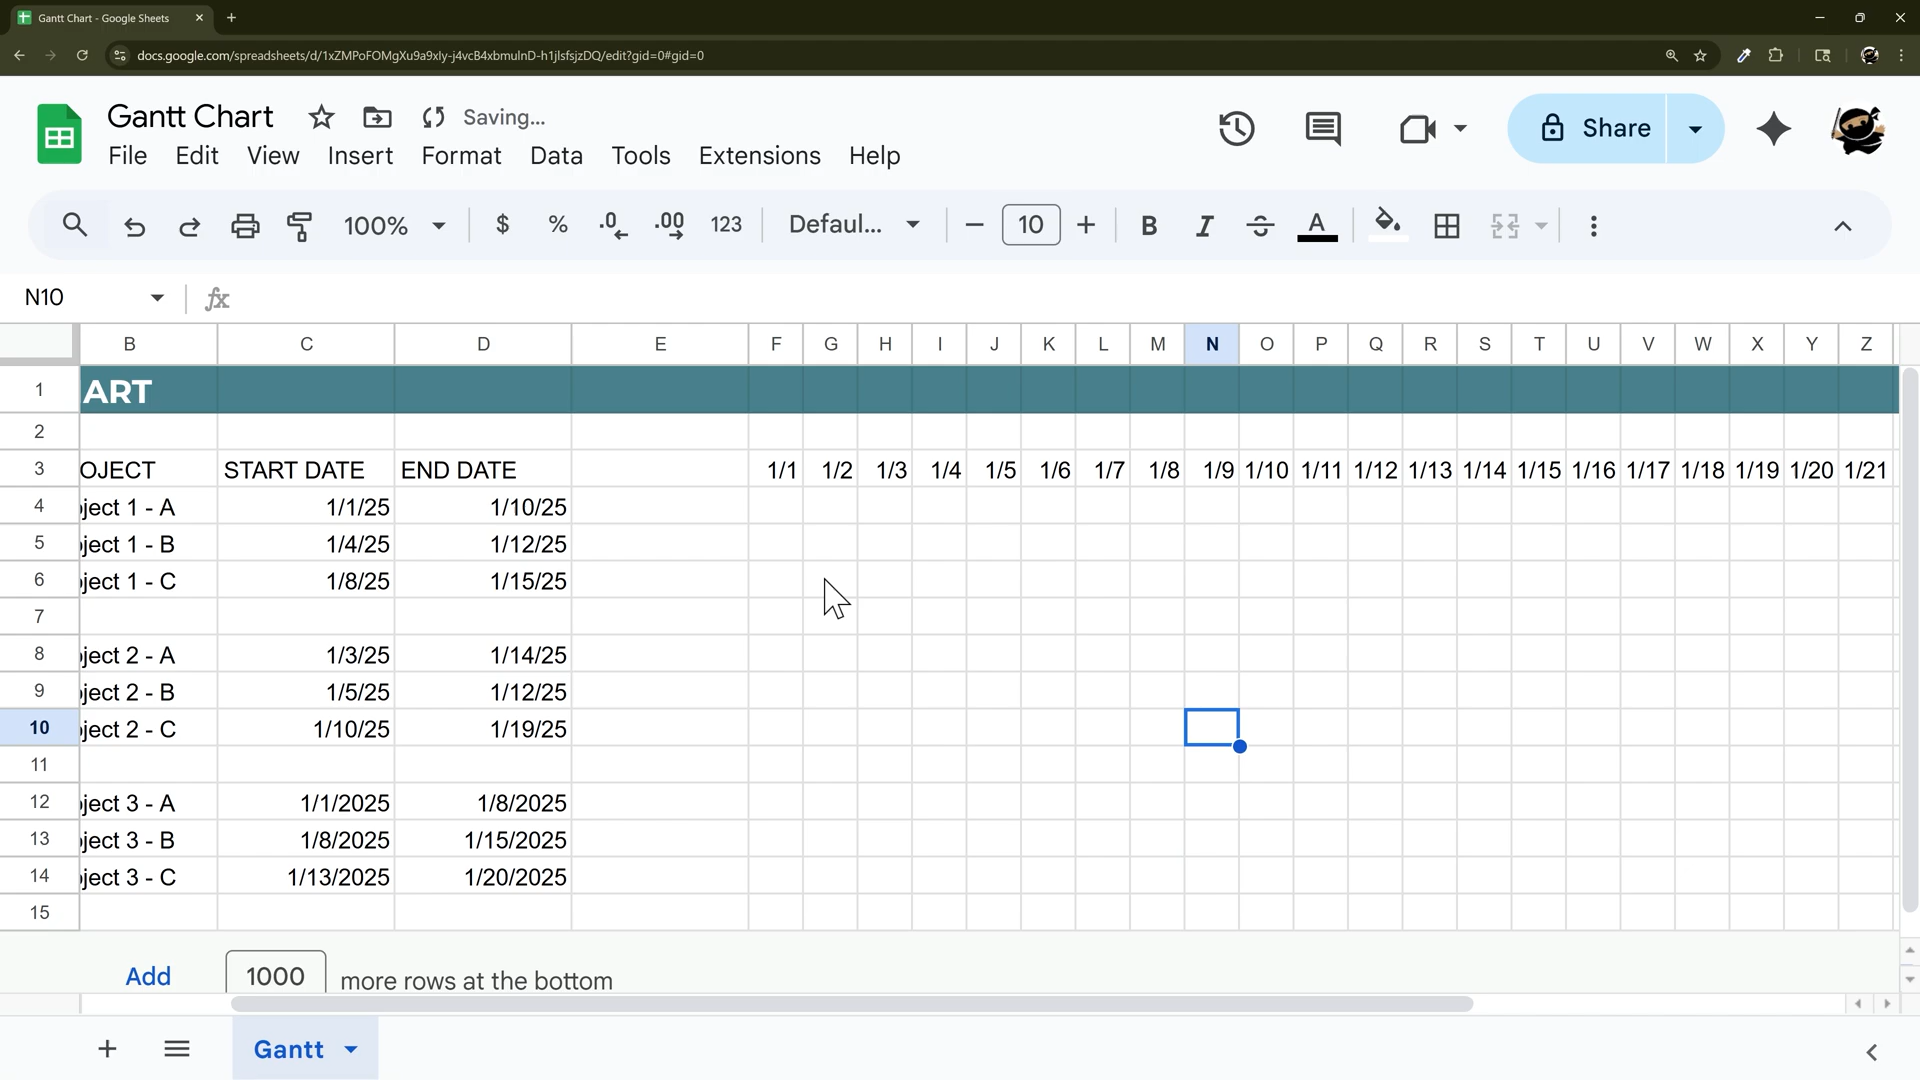 Gantt Chart - Google Sheets
docs.google.com/spreadsheets/d/1xZMPoFOMgXu9a9xIy-j4vcB4xbmulnD-h1jlsfsjzDQ/edit?gid=0#gid=0
Gantt Chart Saving...
File Edit View Insert Format Data Tools Extensions Help
Share
100% $ % .0 .00 123 Defaul... 10 B I S A
N10 fx
B C D E F G H I J K L M N O P Q R S T U V W X Y Z
1 ART
2
3 OJECT START DATE END DATE 1/1 1/2 1/3 1/4 1/5 1/6 1/7 1/8 1/9 1/10 1/11 1/12 1/13 1/14 1/15 1/16 1/17 1/18 1/19 1/20 1/21
4 ject 1 - A 1/1/25 1/10/25
5 ject 1 - B 1/4/25 1/12/25
6 ject 1 - C 1/8/25 1/15/25
7
8 ject 2 - A 1/3/25 1/14/25
9 ject 2 - B 1/5/25 1/12/25
10 ject 2 - C 1/10/25 1/19/25
11
12 ject 3 - A 1/1/2025 1/8/2025
13 ject 3 - B 1/8/2025 1/15/2025
14 ject 3 - C 1/13/2025 1/20/2025
15
Add 1000 more rows at the bottom
Gantt